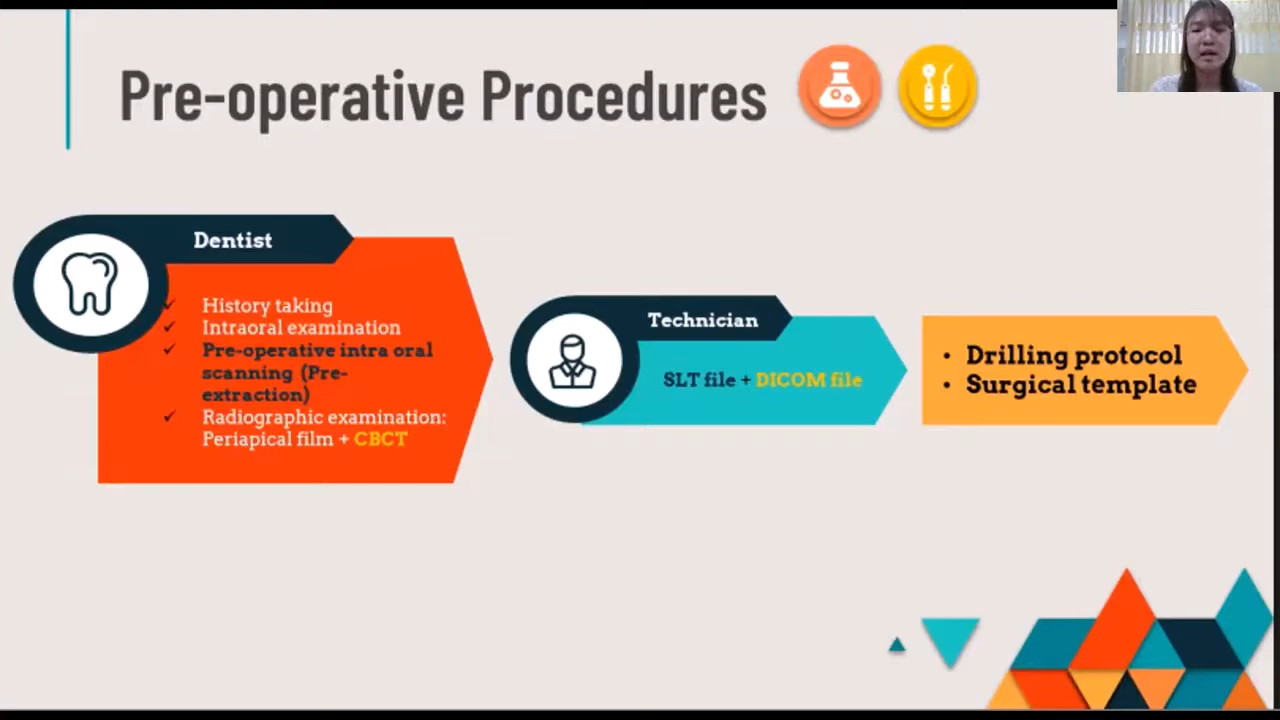 Pre-operative Procedures
Dentist
✓ History taking
✓ Intraoral examination
✓ Pre-operative intra oral
scanning (Pre-
extraction)
✓ Radiographic examination:
Periapical film + CBCT
Technician
SLT file + DICOM file
• Drilling protocol
• Surgical template